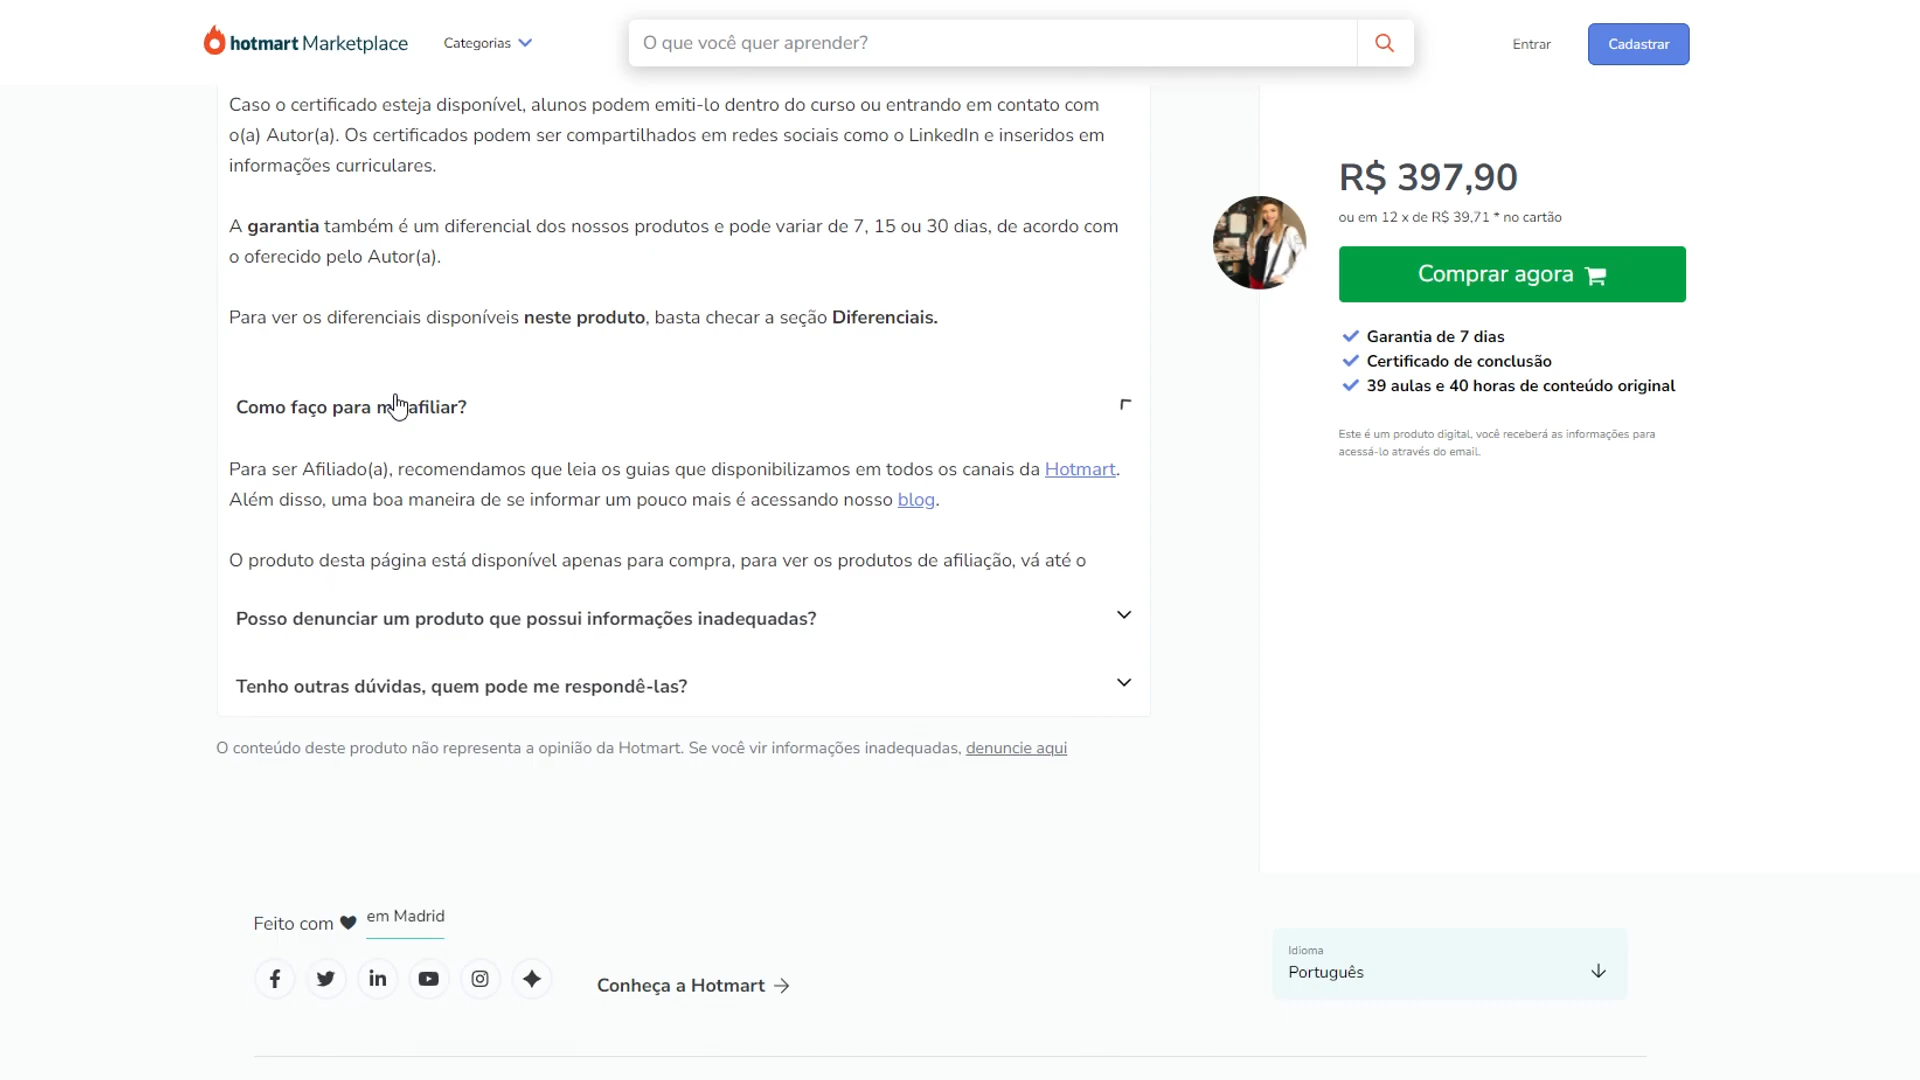 hotmart Marketplace
Categorias
O que você quer aprender?
Entrar
Cadastrar
Caso o certificado esteja disponível, alunos podem emiti-lo dentro do curso ou entrando em contato com
o(a) Autor(a). Os certificados podem ser compartilhados em redes sociais como o LinkedIn e inseridos em
informações curriculares.
A garantia também é um diferencial dos nossos produtos e pode variar de 7, 15 ou 30 dias, de acordo com
o oferecido pelo Autor(a).
Para ver os diferenciais disponíveis neste produto, basta checar a seção Diferenciais.
Como faço para me afiliar?
Para ser Afiliado(a), recomendamos que leia os guias que disponibilizamos em todos os canais da Hotmart.
Além disso, uma boa maneira de se informar um pouco mais é acessando nosso blog.
O produto desta página está disponível apenas para compra, para ver os produtos de afiliação, vá até o
Posso denunciar um produto que possui informações inadequadas?
Tenho outras dúvidas, quem pode me respondê-las?
O conteúdo deste produto não representa a opinião da Hotmart. Se você vir informações inadequadas, denuncie aqui
R$ 397,90
ou em 12 x de R$ 39,71 * no cartão
Comprar agora
Garantia de 7 dias
Certificado de conclusão
39 aulas e 40 horas de conteúdo original
Este é um produto digital, você receberá as informações para
acessá-lo através do email.
Feito com
em Madrid
Conheça a Hotmart
Idioma
Português